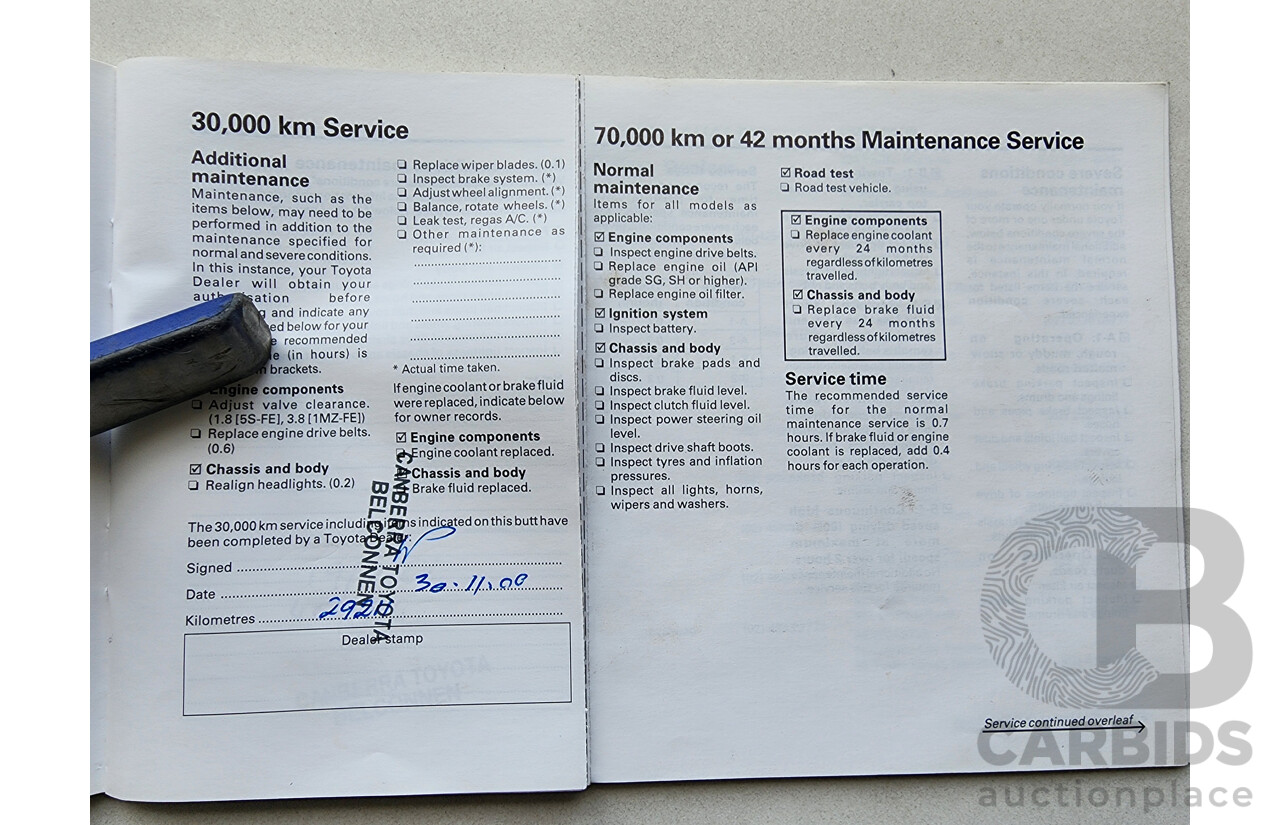 30,000 km Service
Additional
maintenance
Maintenance, such as the
items below, may need to be
performed in addition to the
maintenance specified for
normal and severe conditions.
In this instance, your Toyota
Dealer will obtain your
before
and indicate any
below for your
recommended
(in hours) is
brackets.
Engine components
❏ Adjust valve clearance.
(1.8 [5S-FE], 3.8 [1MZ-FE])
❏ Replace engine drive belts.
(0.6)
☑ Chassis and body
❏ Realign headlights. (0.2)
❏ Replace wiper blades. (0.1)
❏ Inspect brake system. (*)
❏ Adjust wheel alignment. (*)
❏ Balance, rotate wheels. (*)
❏ Leak test, regas A/C. (*)
❏ Other maintenance as
required (*):
* Actual time taken.
If engine coolant or brake fluid
were replaced, indicate below
for owner records.
☑ Engine components
Engine coolant replaced.
Chassis and body
Brake fluid replaced.
The 30,000 km service including items indicated on this butt have
been completed by a Toyota Dealer:
Signed
Date 30·11·00
Kilometres
Dealer stamp
CANBERRA TOYOTA
BELCONNEN
70,000 km or 42 months Maintenance Service
Normal
maintenance
Items for all models as
applicable:
☑ Engine components
❏ Inspect engine drive belts.
❏ Replace engine oil (API
grade SG, SH or higher).
❏ Replace engine oil filter.
☑ Ignition system
❏ Inspect battery.
☑ Chassis and body
❏ Inspect brake pads and
discs.
❏ Inspect brake fluid level.
❏ Inspect clutch fluid level.
❏ Inspect power steering oil
level.
❏ Inspect drive shaft boots.
❏ Inspect tyres and inflation
pressures.
❏ Inspect all lights, horns,
wipers and washers.
☑ Road test
❏ Road test vehicle.
☑ Engine components
❏ Replace engine coolant
every 24 months
regardless of kilometres
travelled.
☑ Chassis and body
❏ Replace brake fluid
every 24 months
regardless of kilometres
travelled.
Service time
The recommended service
time for the normal
maintenance service is 0.7
hours. If brake fluid or engine
coolant is replaced, add 0.4
hours for each operation.
Service continued overleaf
CB
CARBIDS
auctionplace